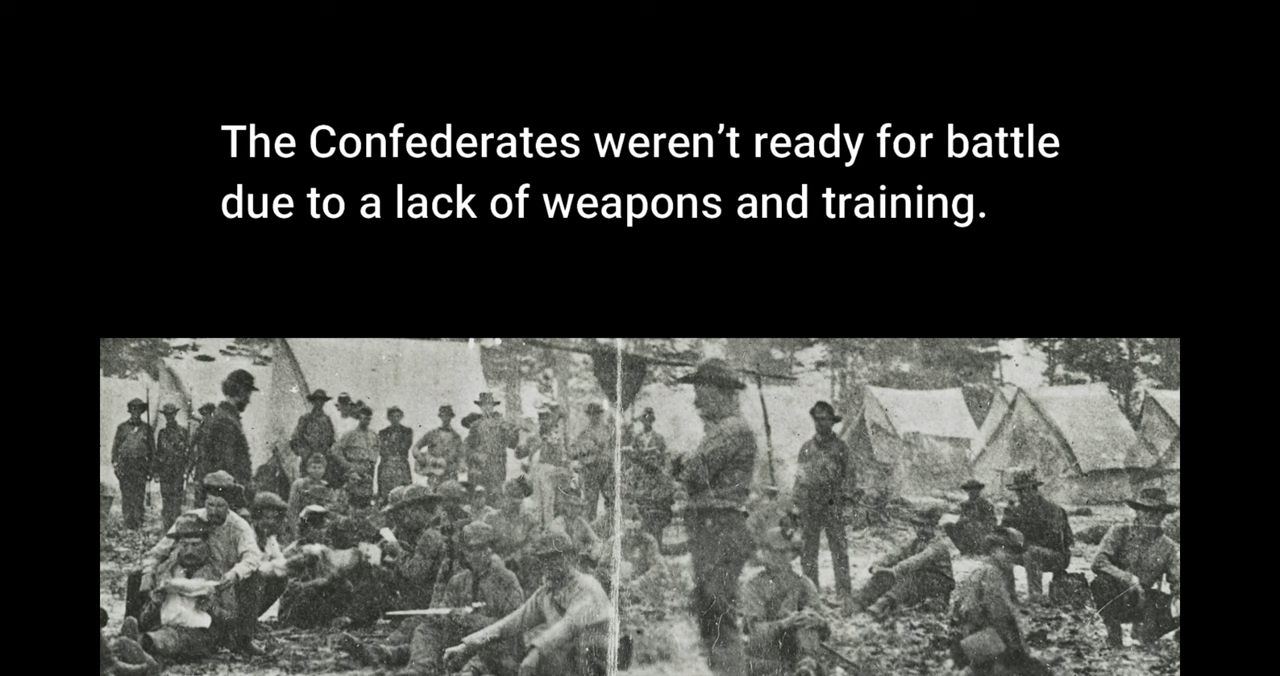 The Confederates weren’t ready for battle
due to a lack of weapons and training.